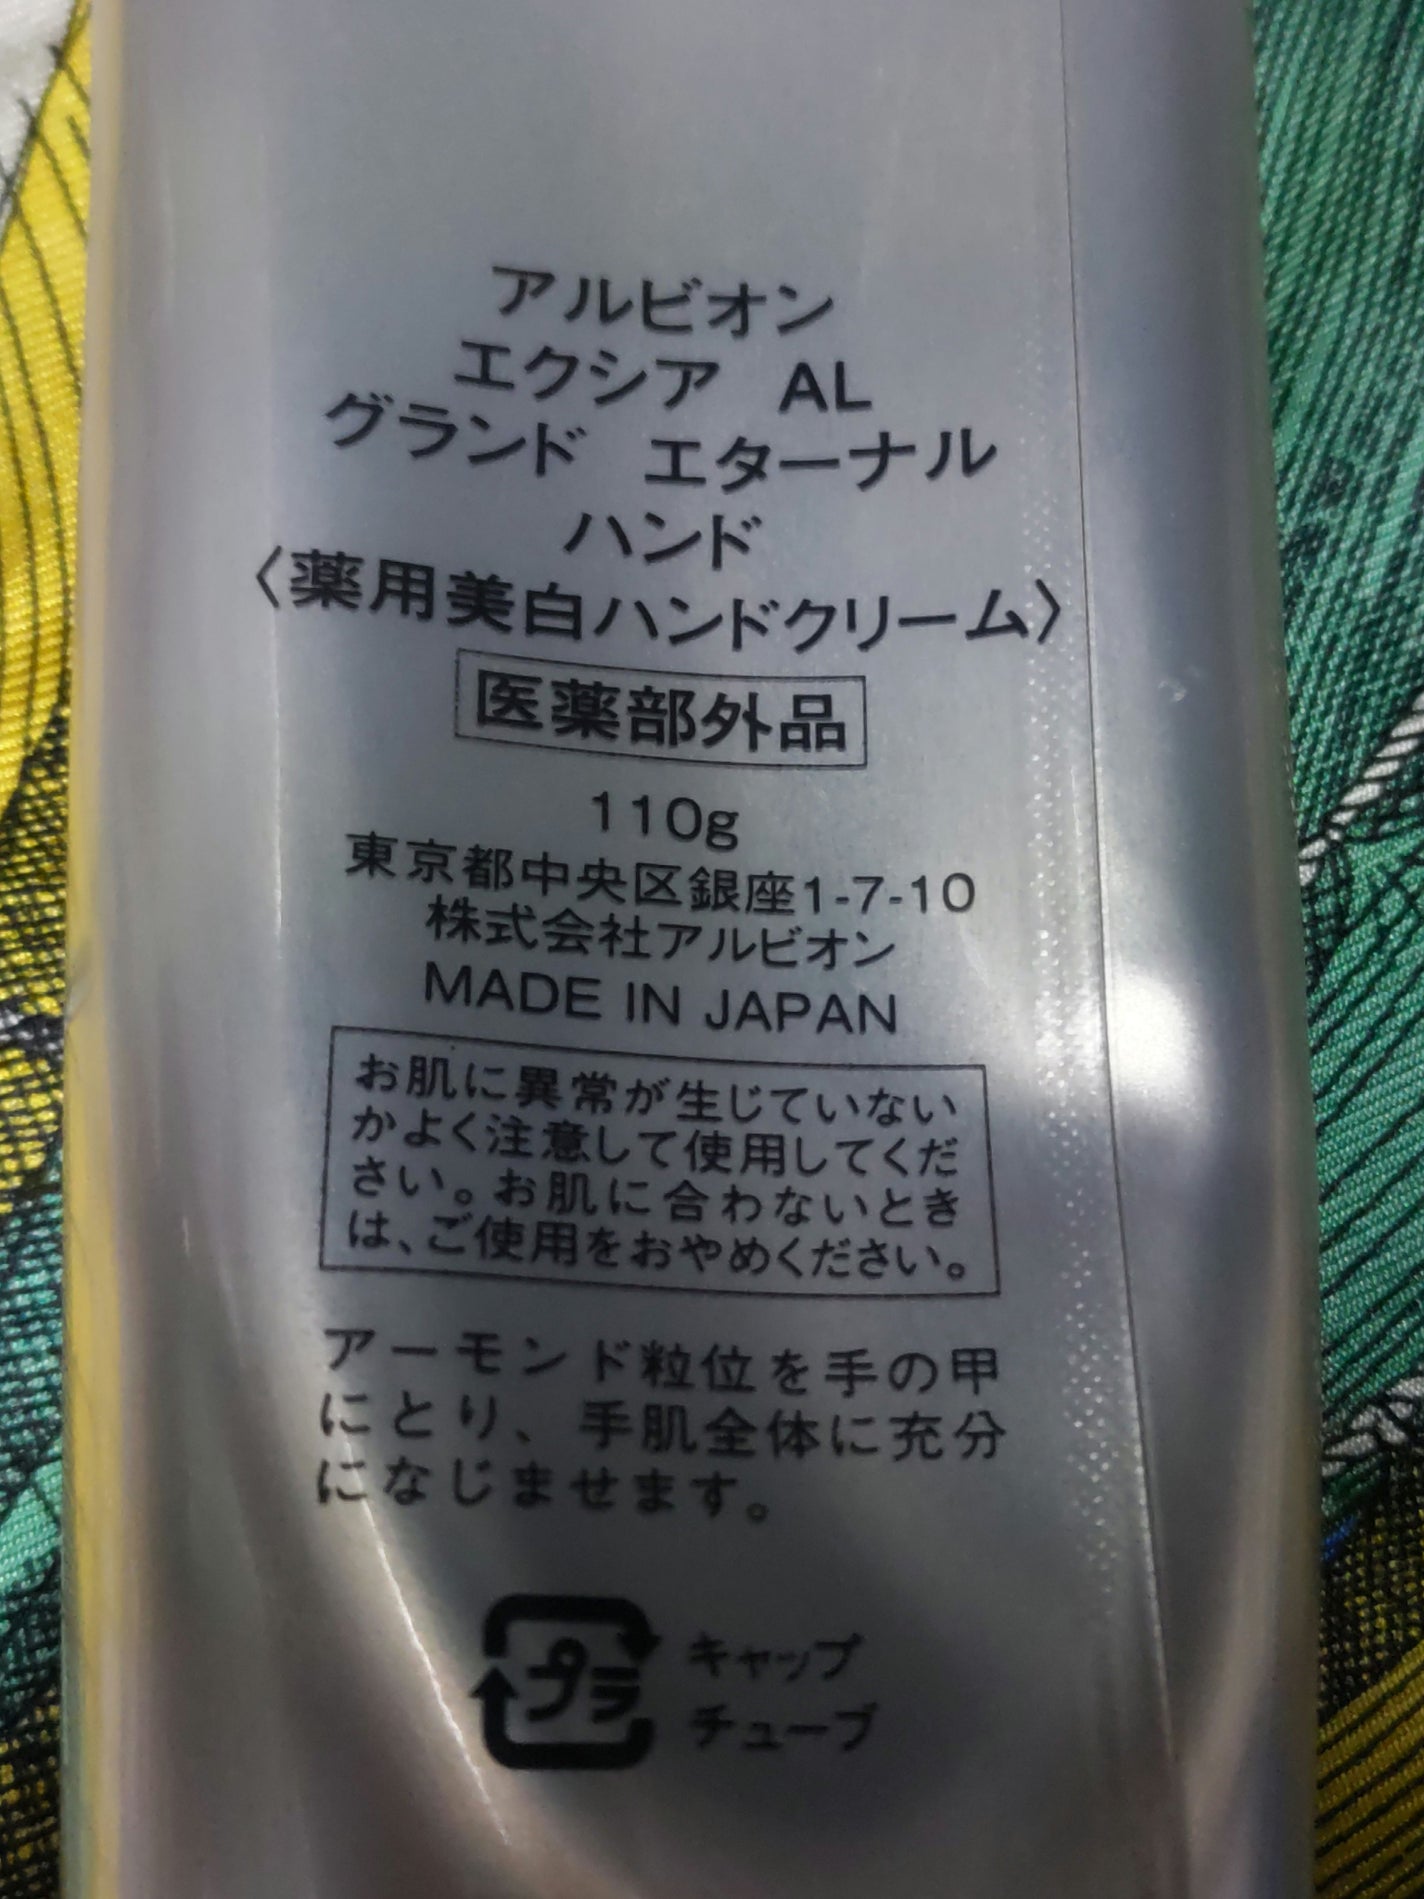 アルビオン
エクシア AL
グランド エターナル
ハンド
〈薬用美白ハンドクリーム〉
医薬部外品
110g
東京都中央区銀座1-7-10
株式会社アルビオン
MADE IN JAPAN
お肌に異常が生じていない
かよく注意して使用してくだ
さい。お肌に合わないとき
は、ご使用をおやめください。
アーモンド粒位を手の甲
にとり、手肌全体に充分
になじませます。
プラ
キャップ
チューブ